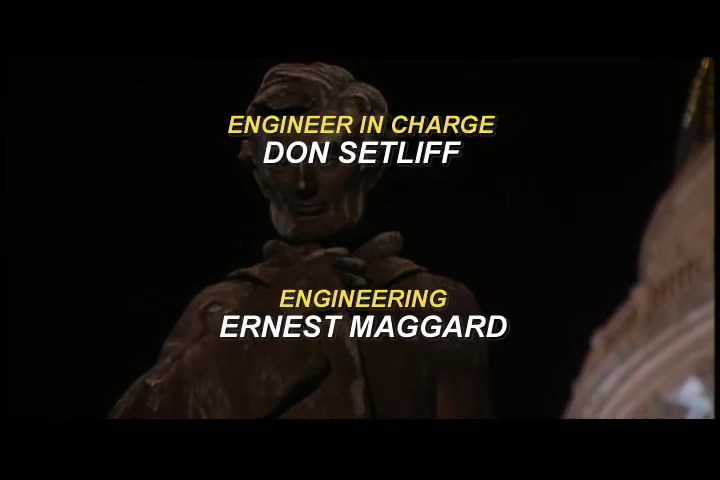 ENGINEER IN CHARGE
DON SETLIFF
ENGINEERING
ERNEST MAGGARD